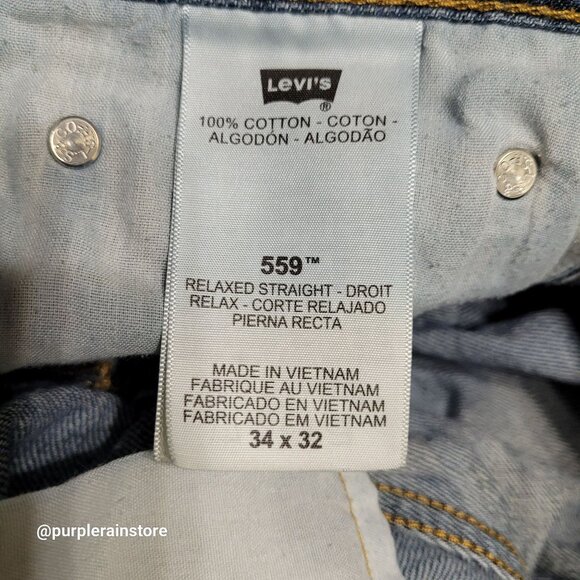 Levi's
®
100% COTTON - COTON -
ALGODÓN - ALGODÃO
559™
RELAXED STRAIGHT - DROIT
RELAX - CORTE RELAJADO
PIERNA RECTA
MADE IN VIETNAM
FABRIQUE AU VIETNAM
FABRICADO EN VIETNAM
FABRICADO EM VIETNAM
34 x 32
@purplerainstore